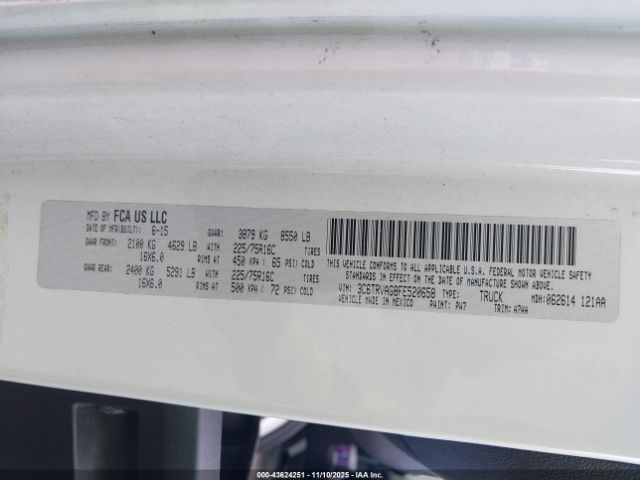 MFD BY FCA US LLC
DATE OF MFR(BUILT): 6-15 GVWR: 3879 KG 8550 LB
GAWR FRONT: 2100 KG 4629 LB WITH 225/75R16C TIRES
16X6.0 RIMS AT 450 KPA ( 65 PSI) COLD
GAWR REAR: 2400 KG 5291 LB WITH 225/75R16C TIRES
16X6.0 RIMS AT 500 KPA ( 72 PSI) COLD
THIS VEHICLE CONFORMS TO ALL APPLICABLE U.S.A. FEDERAL MOTOR VEHICLE SAFETY
STANDARDS IN EFFECT ON THE DATE OF MANUFACTURE SHOWN ABOVE.
VIN: 3C6TRVAG8FE520658 TYPE: TRUCK MDH: 062614 121AA
VEHICLE MADE IN MEXICO PAINT: PW7 TRIM: A7AA
000-43624251 - 11/10/2025 - IAA Inc.